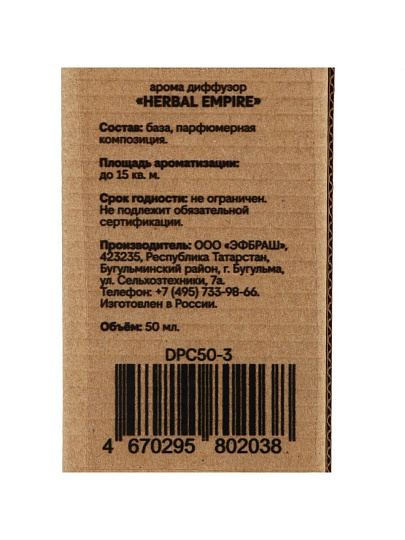 арома диффузор
«HERBAL EMPIRE»
Состав: база, парфюмерная
композиция.
Площадь ароматизации:
до 15 кв. м.
Срок годности: не ограничен.
Не подлежит обязательной
сертификации.
Производитель: ООО «ЭФБРАШ»,
423235, Республика Татарстан,
Бугульминский район, г. Бугульма,
ул. Сельхозтехники, 7а.
Телефон: +7 (495) 733-98-66.
Изготовлен в России.
Объём: 50 мл.
DPC50-3
4 670295 802038